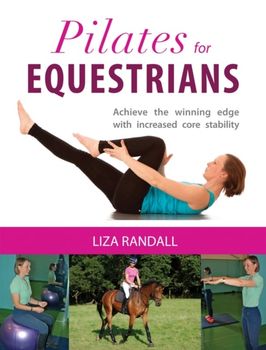 Pilates for
EQUESTRIANS
Achieve the winning edge
with increased core stability
LIZA RANDALL